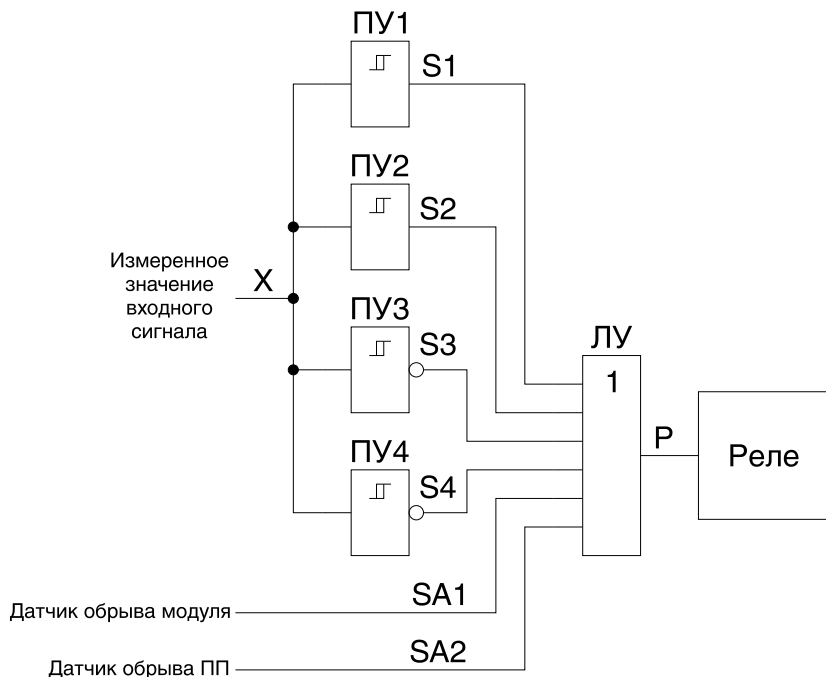 ПУ1
S1
ПУ2
S2
Измеренное
значение
входного
сигнала
X
ПУ3
S3
ЛУ
1
P
Реле
ПУ4
S4
Датчик обрыва модуля
SA1
Датчик обрыва ПП
SA2